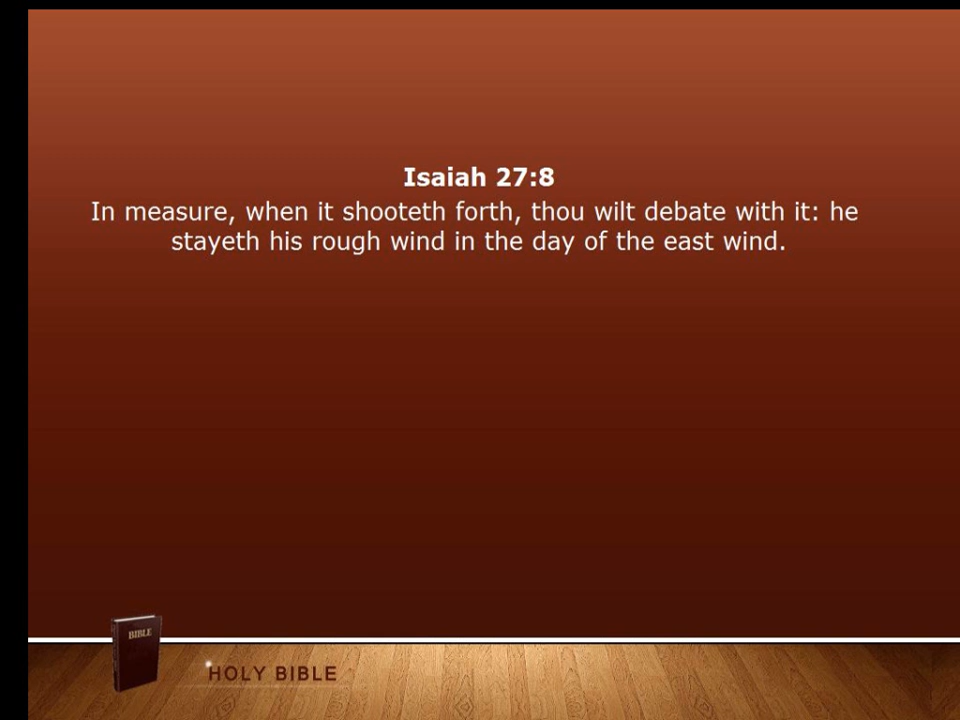 Isaiah 27:8
In measure, when it shooteth forth, thou wilt debate with it: he
stayeth his rough wind in the day of the east wind.
BIBLE
HOLY BIBLE